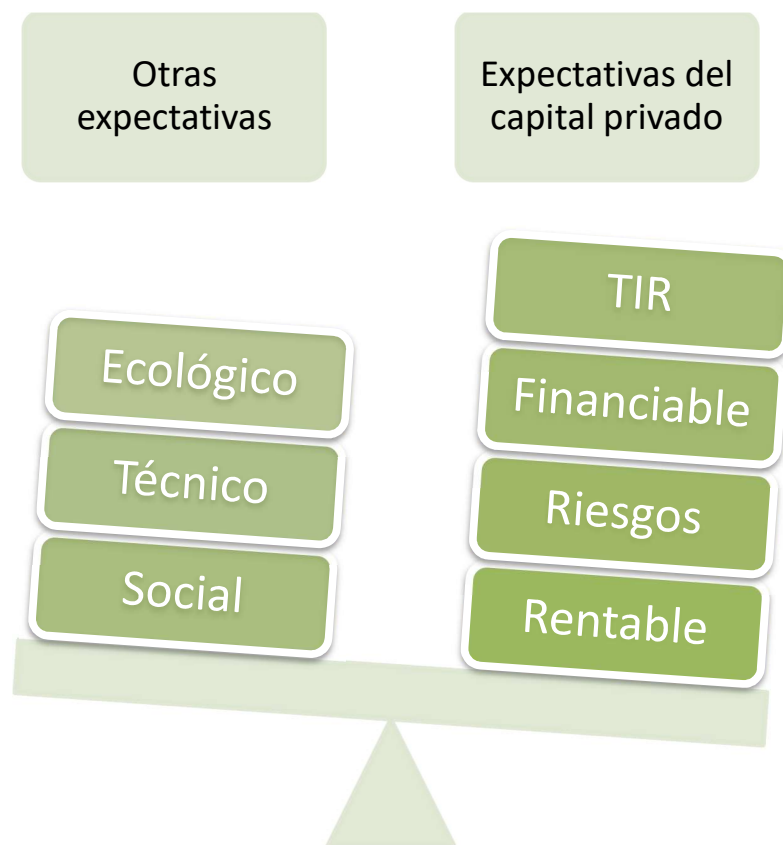 Otras
expectativas
Expectativas del
capital privado
Ecológico
Técnico
Social
TIR
Financiable
Riesgos
Rentable